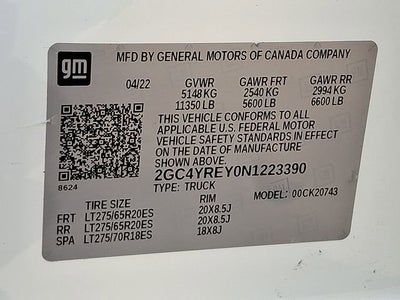 gm
MFD BY GENERAL MOTORS OF CANADA COMPANY
04/22 GVWR GAWR FRT GAWR RR
5148 KG 2540 KG 2994 KG
11350 LB 5600 LB 6600 LB
THIS VEHICLE CONFORMS TO ALL
APPLICABLE U.S. FEDERAL MOTOR
VEHICLE SAFETY STANDARDS IN EFFECT
ON THE DATE OF MANUFACTURE SHOWN ABOVE.
2GC4YREY0N1223390
8624 TYPE: TRUCK MODEL: 00CK20743
TIRE SIZE RIM
FRT LT275/65R20ES 20X8.5J
RR LT275/65R20ES 20X8.5J
SPA LT275/70R18ES 18X8J